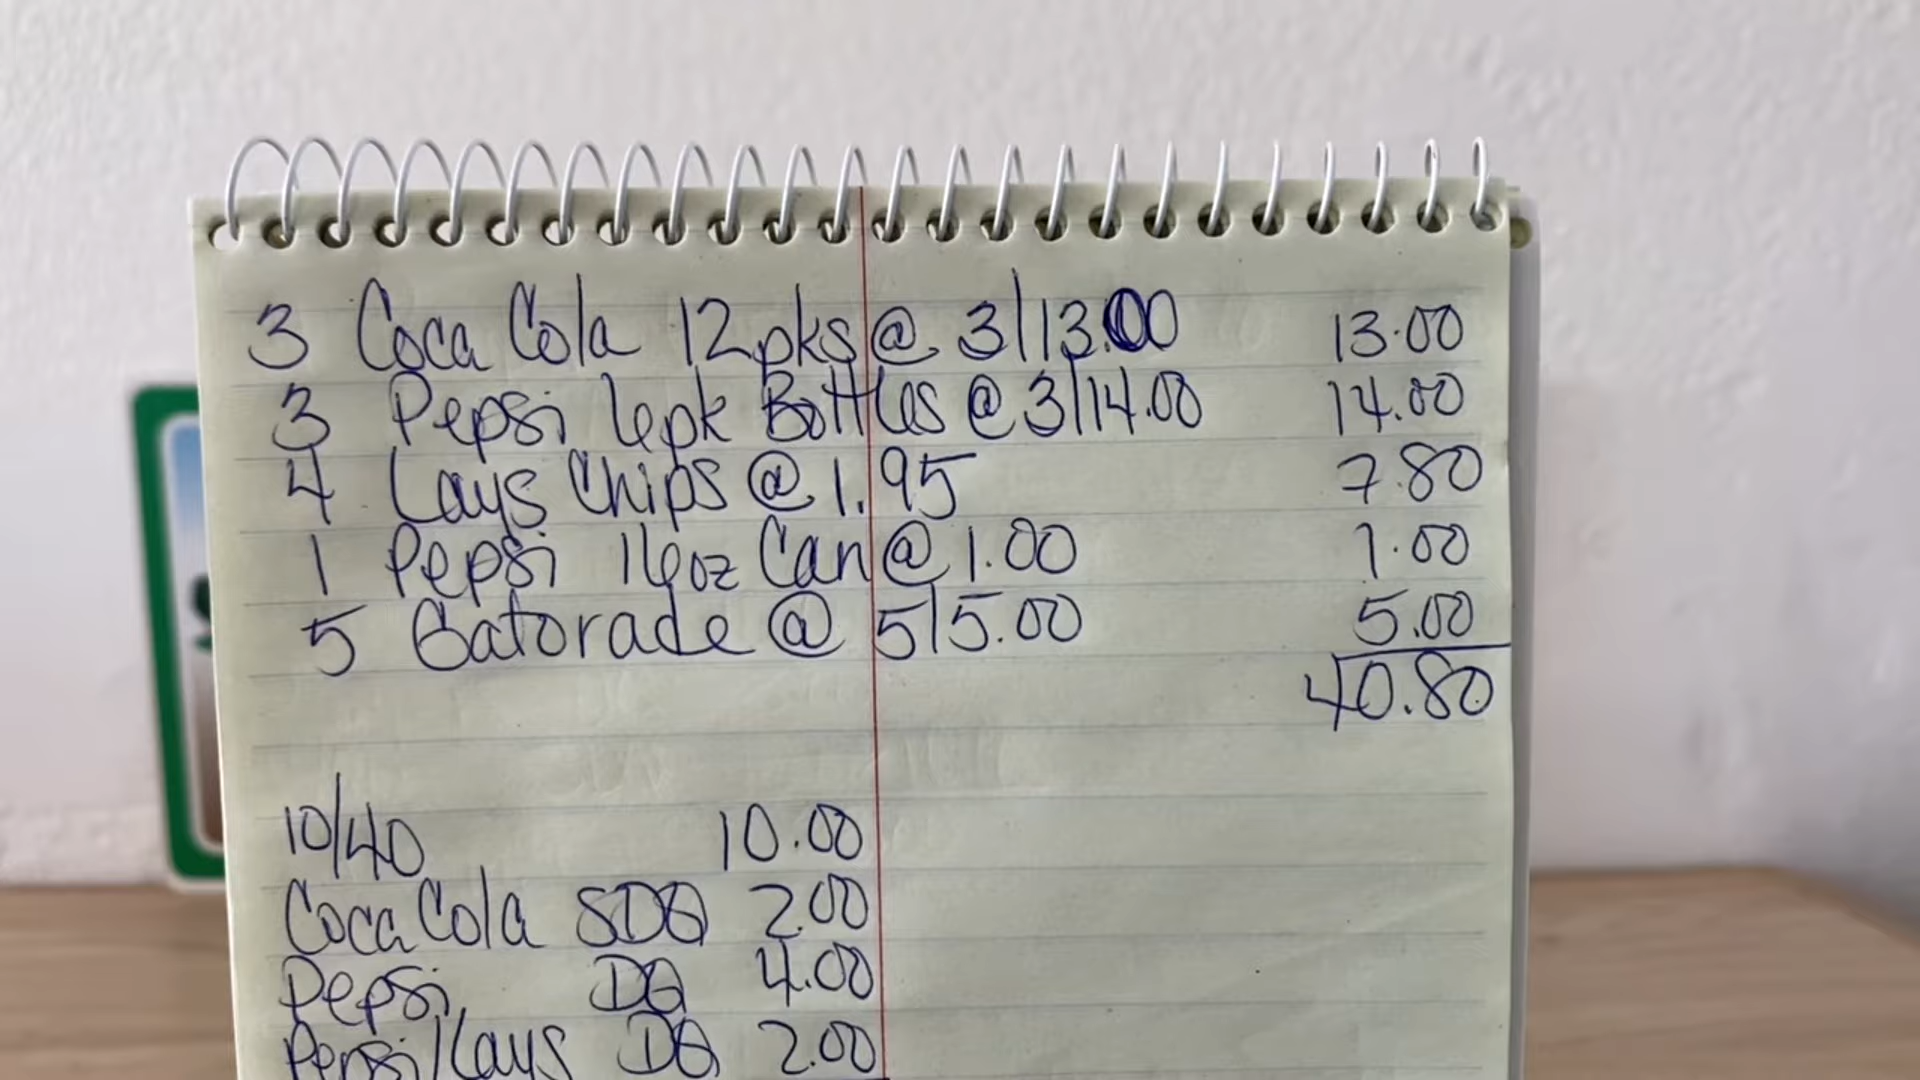 3 Coca Cola 12pks @ 3/13.00 13.00
3 Pepsi 6pk Bottles @ 3/14.00 14.00
4 Lays Chips @ 1.95 7.80
1 Pepsi 16oz Can @ 1.00 1.00
5 Gatorade @ 5/5.00 5.00
40.80
10/40 10.00
Coca Cola SDQ 2.00
Pepsi DG 4.00
Pepsi/Lays DG 2.00